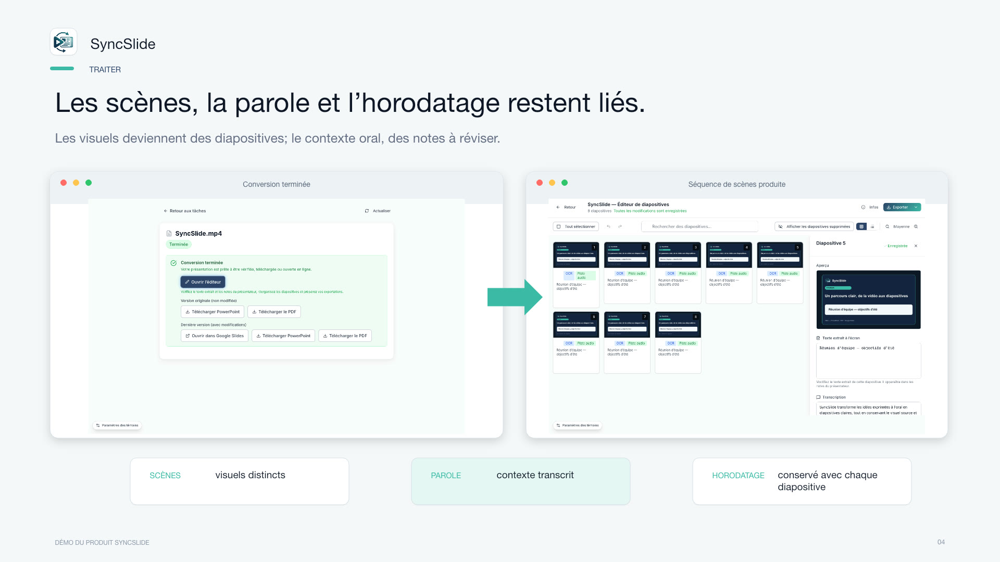 SyncSlide
TRAITER
Les scènes, la parole et l’horodatage restent liés.
Les visuels deviennent des diapositives; le contexte oral, des notes à réviser.
Conversion terminée
Retour aux tâches
Actualiser
SyncSlide.mp4
Terminée
Conversion terminée
Votre présentation est prête à être vérifiée, téléchargée ou ouverte en ligne.
Ouvrir l'éditeur
Vérifiez le texte extrait et les notes du présentateur, réorganisez les diapositives et préparez vos exportations.
Version originale (non modifiée)
Télécharger PowerPoint
Télécharger le PDF
Dernière version (avec modifications)
Ouvrir dans Google Slides
Télécharger PowerPoint
Télécharger le PDF
Paramètres des témoins
Séquence de scènes produite
Retour
SyncSlide — Éditeur de diapositives
8 diapositives Toutes les modifications sont enregistrées
Infos
Exporter
Tout sélectionner
Rechercher des diapositives...
Afficher les diapositives supprimées
Moyenne
1
2
3
4
5
OCR Piste audio
Réunion d'équipe —
objectifs d'été
OCR Piste audio
Réunion d'équipe —
objectifs d'été
OCR Piste audio
Réunion d'équipe —
objectifs d'été
OCR Piste audio
Réunion d'équipe —
objectifs d'été
OCR Piste audio
Réunion d'équipe —
objectifs d'été
6
7
8
OCR Piste audio
Réunion d'équipe —
objectifs d'été
OCR Piste audio
Réunion d'équipe —
objectifs d'été
OCR Piste audio
Réunion d'équipe —
objectifs d'été
Diapositive 5
Enregistrée
Aperçu
SyncSlide
Un parcours clair, de la vidéo aux diapositives
Réunion d'équipe — objectifs d'été
Texte extrait à l'écran
Réunion d'équipe — objectifs d'été
Modifiez le texte extrait de cette diapositive. Il apparaîtra dans les
notes du présentateur.
Transcription
SyncSlide transforme les idées exprimées à l'oral en
diapositives claires, tout en conservant le visuel source et
Paramètres des témoins
SCÈNES
visuels distincts
PAROLE
contexte transcrit
HORODATAGE
conservé avec chaque
diapositive
DÉMO DU PRODUIT SYNCSLIDE
04